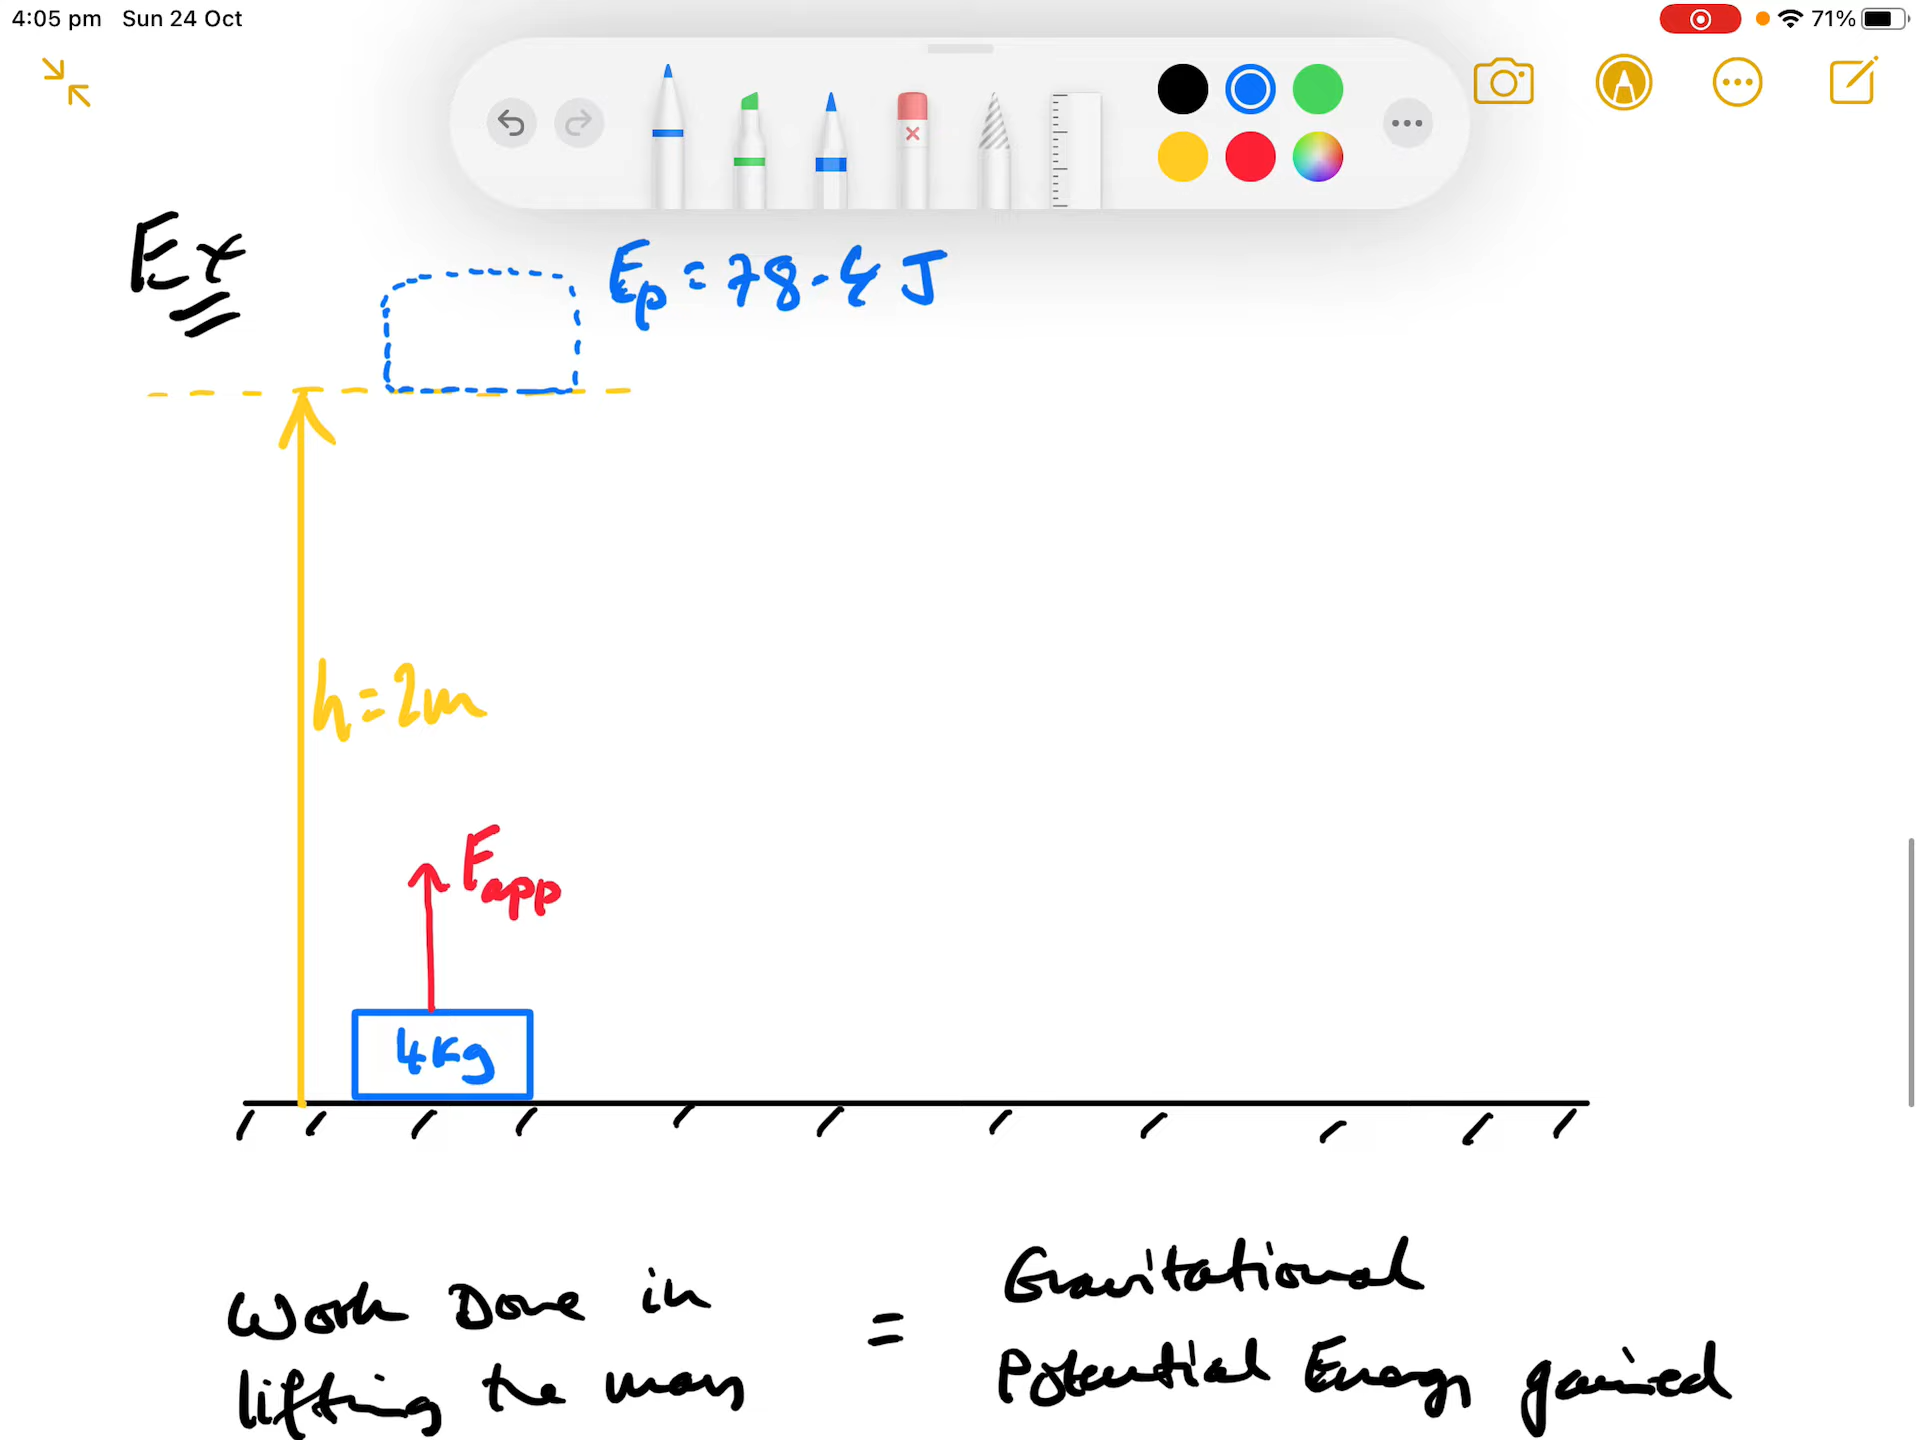 4:05 pm Sun 24 Oct
71%
Ex
Ep = 78.4 J
h = 2m
Fapp
4kg
Work Done in
lifting the mass
=
Gravitational
Potential Energy gained